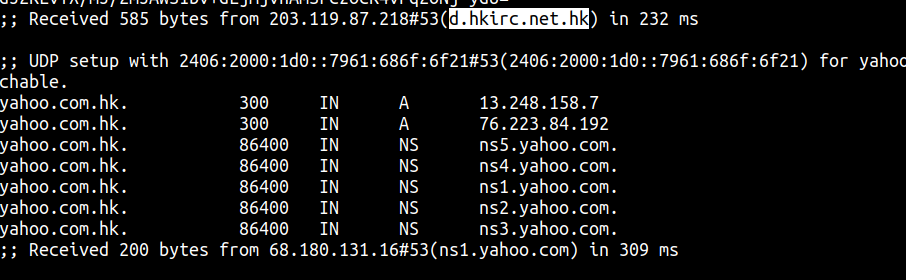 ;; Received 585 bytes from 203.119.87.218#53(d.hkirc.net.hk) in 232 ms
;; UDP setup with 2406:2000:1d0::7961:686f:6f21#53(2406:2000:1d0::7961:686f:6f21) for yahoo
chable.
yahoo.com.hk. 300 IN A 13.248.158.7
yahoo.com.hk. 300 IN A 76.223.84.192
yahoo.com.hk. 86400 IN NS ns5.yahoo.com.
yahoo.com.hk. 86400 IN NS ns4.yahoo.com.
yahoo.com.hk. 86400 IN NS ns1.yahoo.com.
yahoo.com.hk. 86400 IN NS ns2.yahoo.com.
yahoo.com.hk. 86400 IN NS ns3.yahoo.com.
;; Received 200 bytes from 68.180.131.16#53(ns1.yahoo.com) in 309 ms